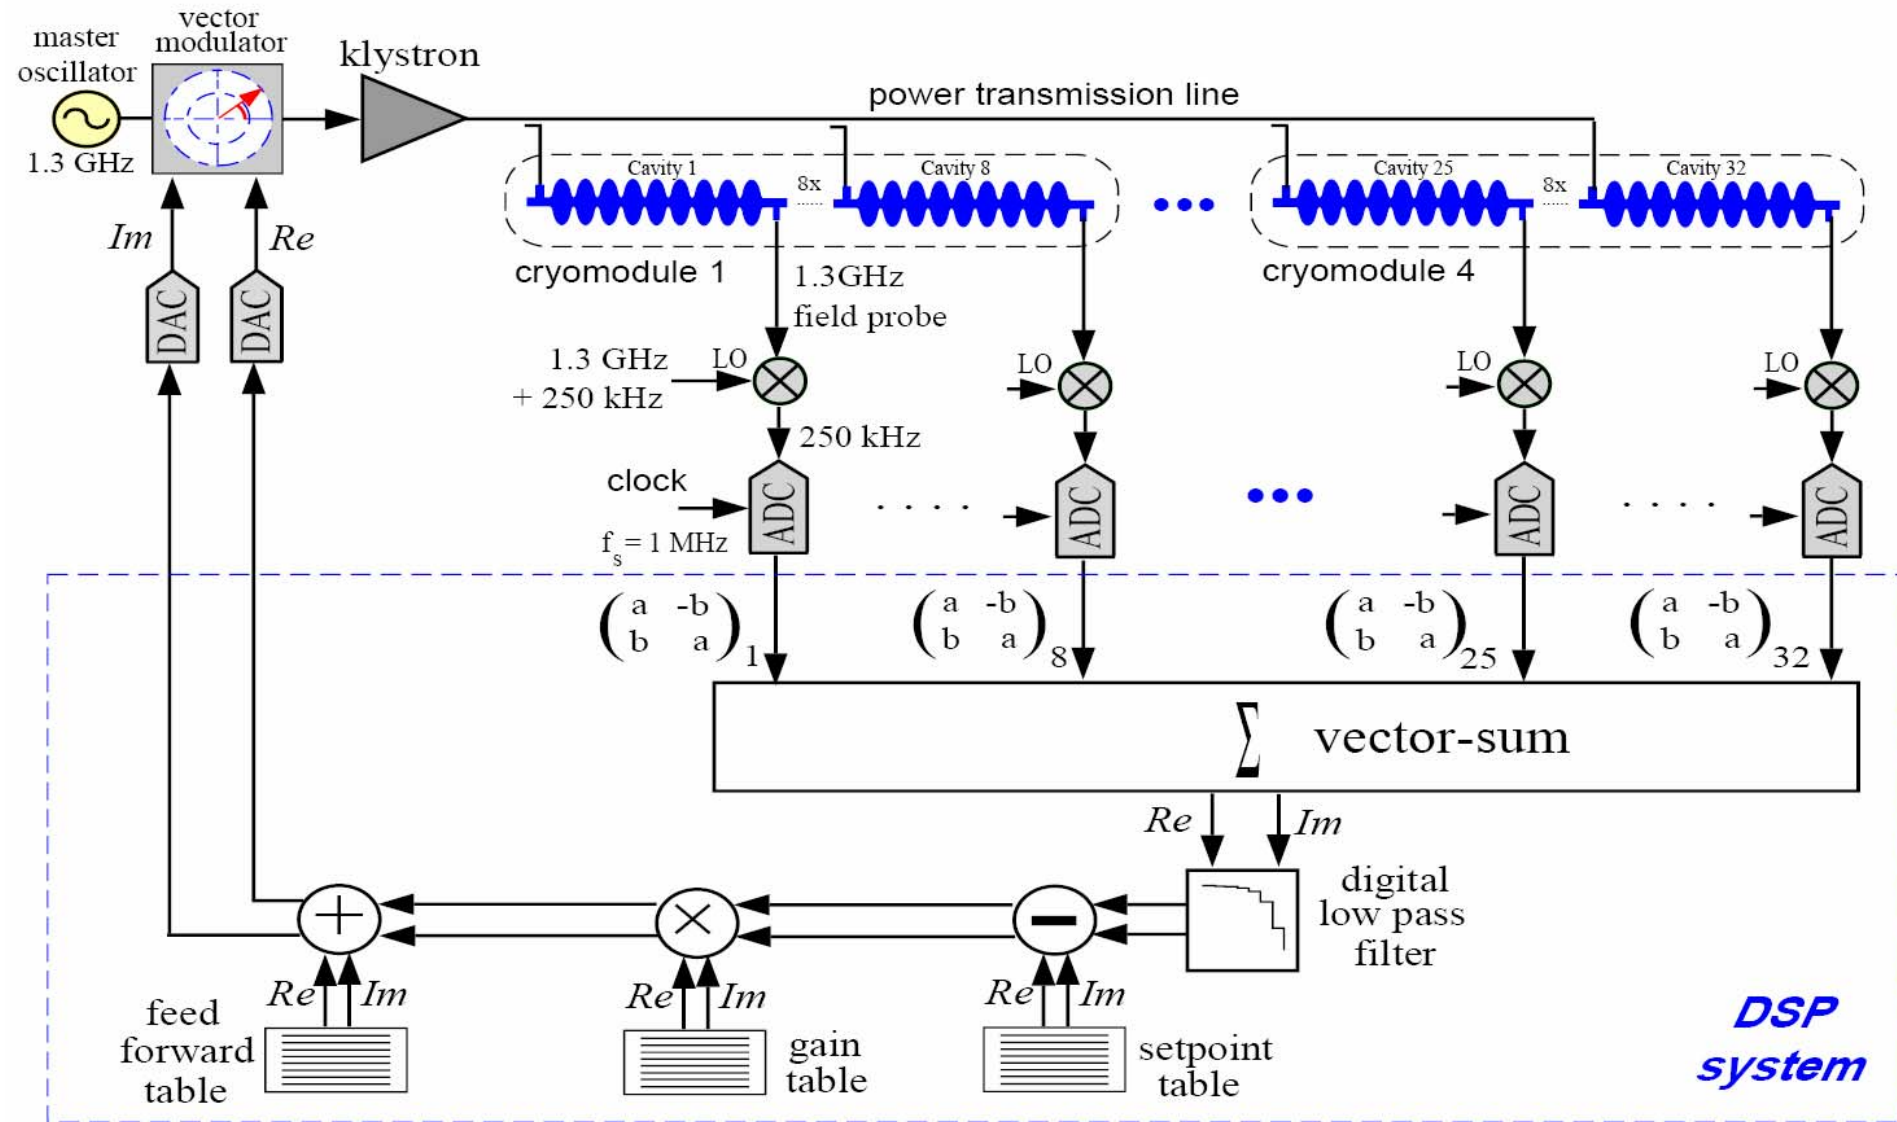 vector
modulator
master
oscillator
1.3 GHz
klystron
power transmission line
Cavity 1
8x
Cavity 8
Cavity 25
8x
Cavity 32
cryomodule 1
cryomodule 4
Im
Re
DAC
DAC
1.3GHz
field probe
1.3 GHz
+ 250 kHz
LO
LO
LO
LO
250 kHz
clock
fs = 1 MHz
ADC
ADC
ADC
ADC
a -b
b a
1
a -b
b a
8
a -b
b a
25
a -b
b a
32
Σ vector-sum
Re
Im
digital
low pass
filter
+
×
−
Re
Im
Re
Im
Re
Im
feed
forward
table
gain
table
setpoint
table
DSP
system